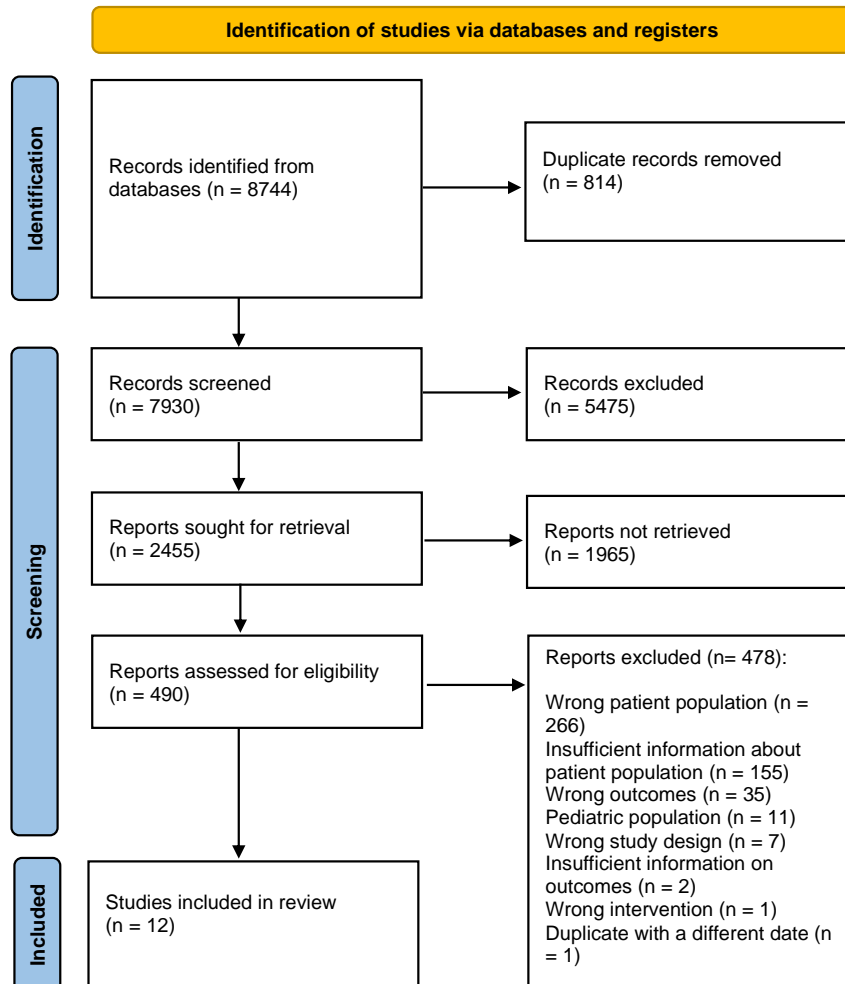 Identification of studies via databases and registers
Identification
Records identified from
databases (n = 8744)
Duplicate records removed
(n = 814)
Screening
Records screened
(n = 7930)
Records excluded
(n = 5475)
Reports sought for retrieval
(n = 2455)
Reports not retrieved
(n = 1965)
Reports assessed for eligibility
(n = 490)
Reports excluded (n= 478):
Wrong patient population (n =
266)
Insufficient information about
patient population (n = 155)
Wrong outcomes (n = 35)
Pediatric population (n = 11)
Wrong study design (n = 7)
Insufficient information on
outcomes (n = 2)
Wrong intervention (n = 1)
Duplicate with a different date (n
= 1)
Included
Studies included in review
(n = 12)